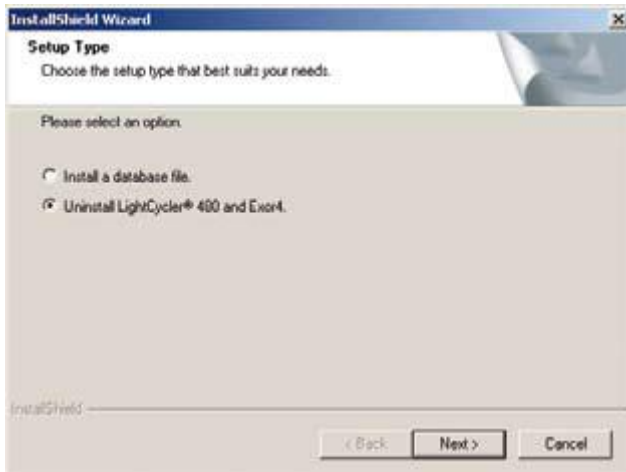 InstallShield Wizard
Setup Type
Choose the setup type that best suits your needs.
Please select an option.
Install a database file.
Uninstall LightCycler® 480 and Exor4.
InstallShield
< Back
Next >
Cancel